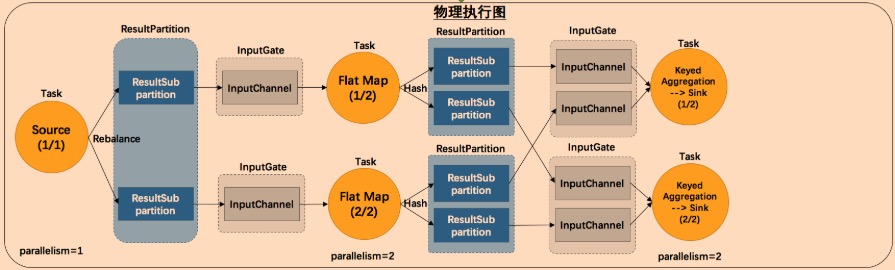 物理执行图
ResultPartition
Task
Source
(1/1)
Rebalance
ResultSub
partition
ResultSub
partition
parallelism=1
InputGate
InputChannel
InputGate
InputChannel
Task
Flat Map
(1/2)
Hash
Task
Flat Map
(2/2)
Hash
parallelism=2
ResultPartition
ResultSub
partition
ResultSub
partition
ResultPartition
ResultSub
partition
ResultSub
partition
InputGate
InputChannel
InputChannel
InputGate
InputChannel
InputChannel
Task
Keyed
Aggregation
--> Sink
(1/2)
Task
Keyed
Aggregation
--> Sink
(2/2)
parallelism=2